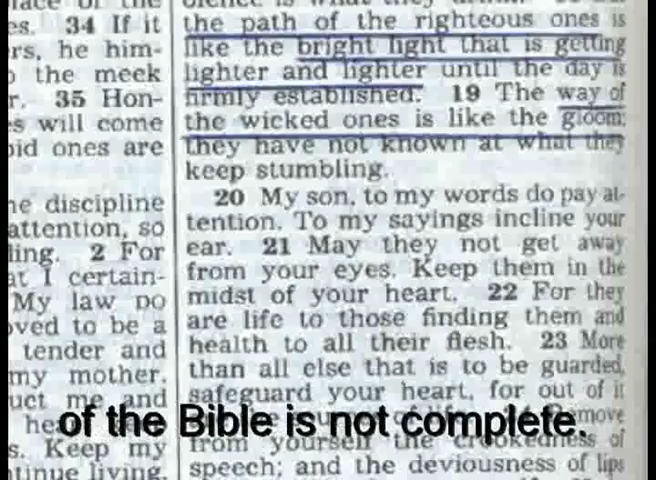 es. 34 If it
rs, he him-
the meek
r. 35 Hon-
s will come
oid ones are
ne discipline
attention, so
ling. 2 For
at I certain-
My law DO
oved to be a
tender and
my mother.
uct me and
s. Keep my
tinue living.
the path of the righteous ones is
like the bright light that is getting
lighter and lighter until the day is
firmly established. 19 The way of
the wicked ones is like the gloom;
they have not known at what they
keep stumbling.
20 My son, to my words do pay at-
tention. To my sayings incline your
ear. 21 May they not get away
from your eyes. Keep them in the
midst of your heart. 22 For they
are life to those finding them and
health to all their flesh. 23 More
than all else that is to be guarded,
safeguard your heart, for out of it
from yourself the crookedness of
speech; and the deviousness of lips
of the Bible is not complete.